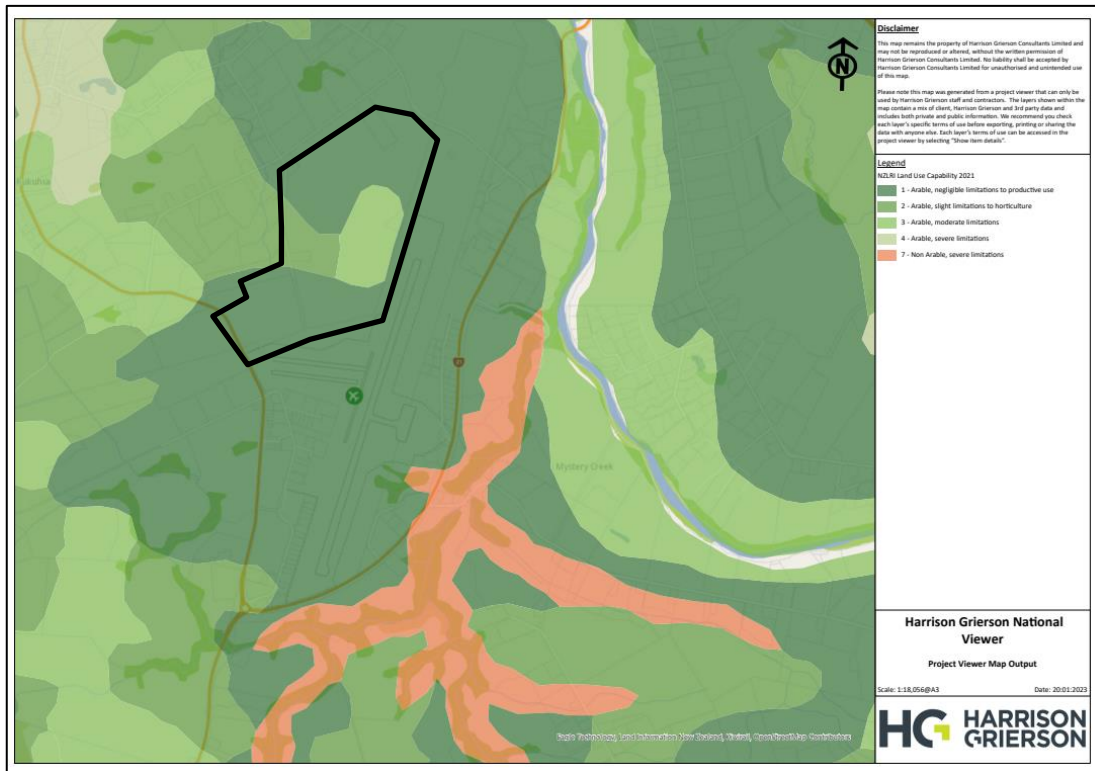 Disclaimer
This map remains the property of Harrison Grierson Consultants Limited and
may not be reproduced or altered, without the written permission of
Harrison Grierson Consultants Limited. No liability shall be accepted by
Harrison Grierson Consultants Limited for unauthorised and unintended use
of this map.
Please note this map was generated from a project viewer that can only be
used by Harrison Grierson staff and contractors. The layers shown within the
map contain a mix of client, Harrison Grierson and 3rd party data and
includes both private and public information. We recommend you check
each layer's specific terms of use before exporting, printing or sharing the
data with anyone else. Each layer's terms of use can be accessed in the
project viewer by selecting "Show item details".
Legend
NZLRI Land Use Capability 2021
1 - Arable, negligible limitations to productive use
2 - Arable, slight limitations to horticulture
3 - Arable, moderate limitations
4 - Arable, severe limitations
7 - Non Arable, severe limitations
N
Mystery Creek
Eagle Technology, Land Information New Zealand, OpenStreetMap Contributors
Harrison Grierson National
Viewer
Project Viewer Map Output
Scale: 1:18,056@A3 Date: 20:01:2023
HG HARRISON
GRIERSON